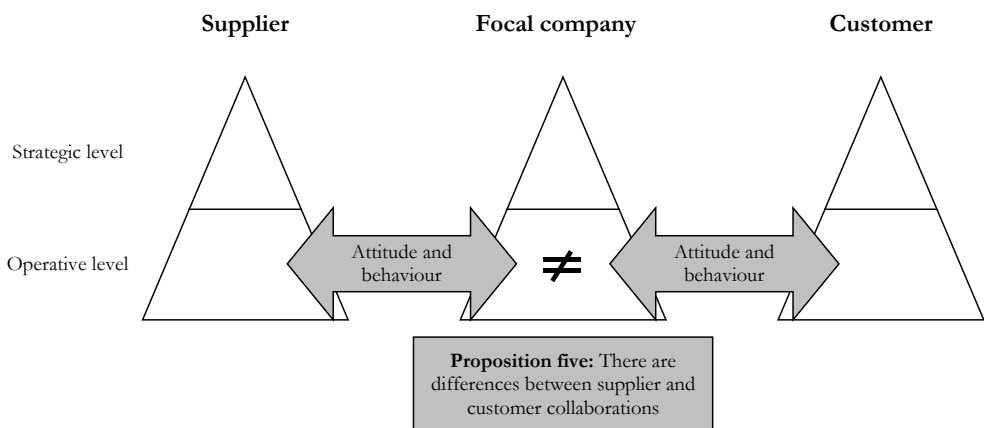 Supplier
Focal company
Customer
Strategic level
Operative level
Attitude and
behaviour
≠
Attitude and
behaviour
Proposition five: There are
differences between supplier and
customer collaborations